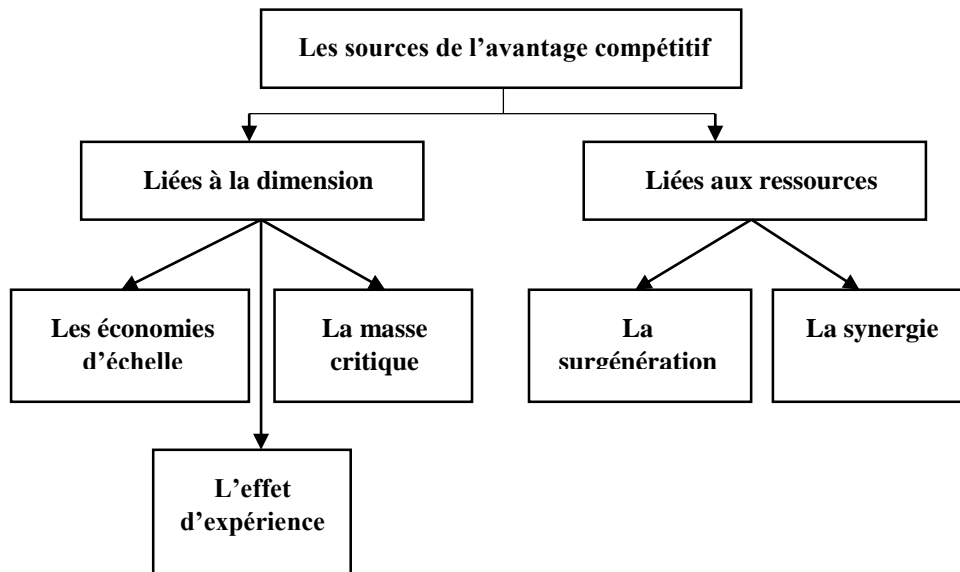 Les sources de l’avantage compétitif
Liées à la dimension
Liées aux ressources
Les économies
d’échelle
La masse
critique
La
surgénération
La synergie
L’effet
d’expérience